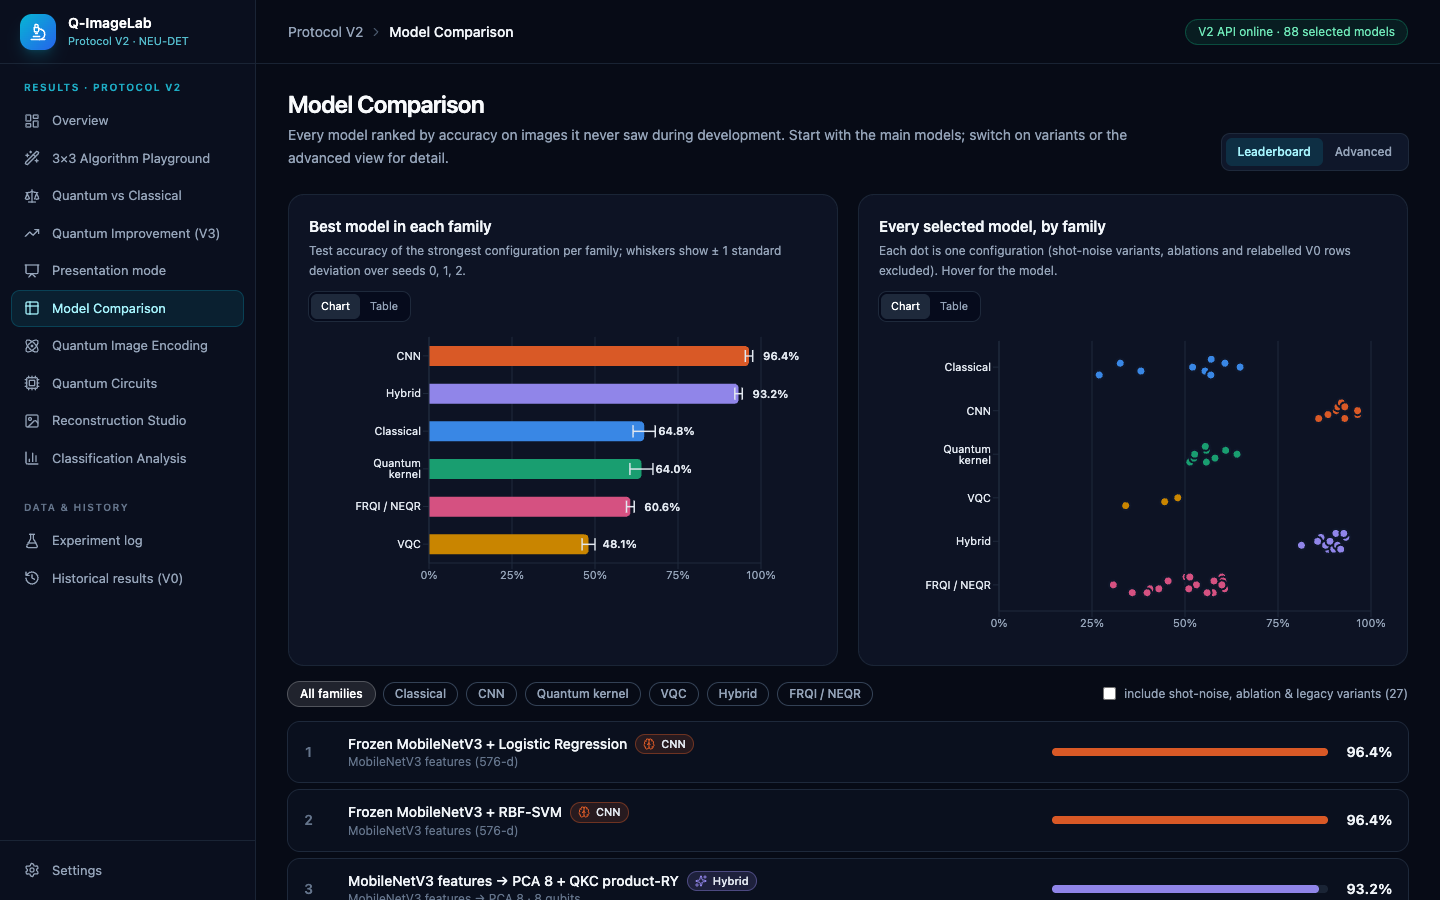 Q-ImageLab
Protocol V2 · NEU-DET
RESULTS · PROTOCOL V2
Overview
3×3 Algorithm Playground
Quantum vs Classical
Quantum Improvement (V3)
Presentation mode
Model Comparison
Quantum Image Encoding
Quantum Circuits
Reconstruction Studio
Classification Analysis
DATA & HISTORY
Experiment log
Historical results (V0)
Settings
Protocol V2 > Model Comparison
V2 API online · 88 selected models
Model Comparison
Every model ranked by accuracy on images it never saw during development. Start with the main models; switch on variants or the
advanced view for detail.
Leaderboard Advanced
Best model in each family
Test accuracy of the strongest configuration per family; whiskers show ± 1 standard
deviation over seeds 0, 1, 2.
Chart Table
CNN 96.4%
Hybrid 93.2%
Classical 64.8%
Quantum
kernel 64.0%
FRQI / NEQR 60.6%
VQC 48.1%
0% 25% 50% 75% 100%
Every selected model, by family
Each dot is one configuration (shot-noise variants, ablations and relabelled V0 rows
excluded). Hover for the model.
Chart Table
Classical
CNN
Quantum
kernel
VQC
Hybrid
FRQI / NEQR
0% 25% 50% 75% 100%
All families Classical CNN Quantum kernel VQC Hybrid FRQI / NEQR
include shot-noise, ablation & legacy variants (27)
1 Frozen MobileNetV3 + Logistic Regression CNN 96.4%
MobileNetV3 features (576-d)
2 Frozen MobileNetV3 + RBF-SVM CNN 96.4%
MobileNetV3 features (576-d)
3 MobileNetV3 features → PCA 8 + QKC product-RY Hybrid 93.2%
MobileNetV3 features → PCA 8 · 8 qubits